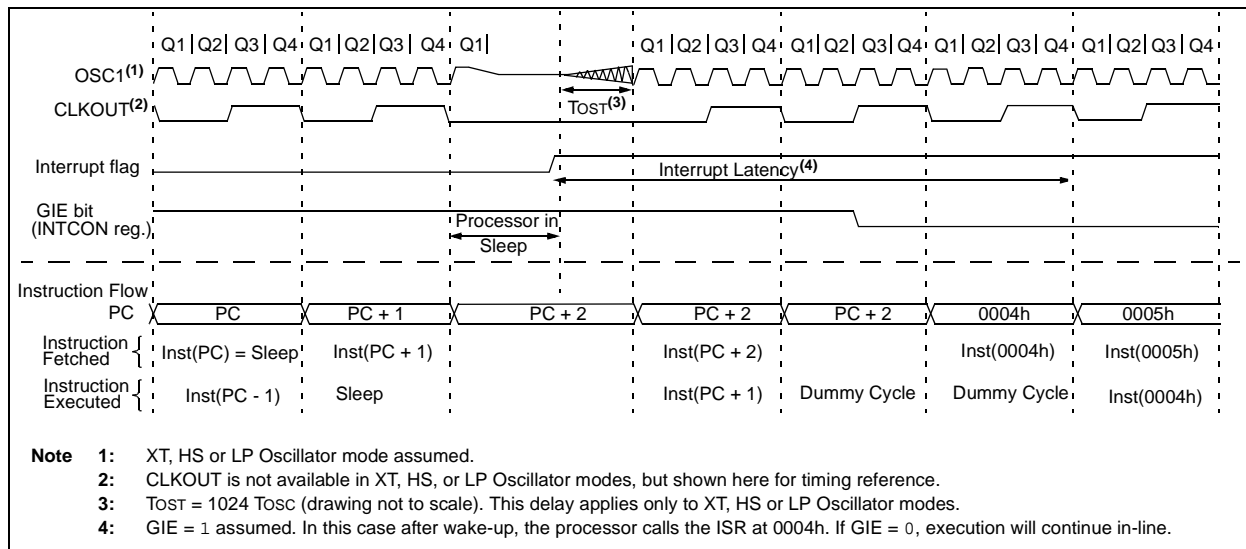 Q1 | Q2 | Q3 | Q4 Q1 | Q2 | Q3 | Q4 Q1 | Q1 | Q2 | Q3 | Q4 Q1 | Q2 | Q3 | Q4 Q1 | Q2 | Q3 | Q4 Q1 | Q2 | Q3 | Q4
OSC1(1)
TOST(3)
CLKOUT(2)
Interrupt flag
Interrupt Latency(4)
GIE bit
(INTCON reg.)
Processor in
Sleep
Instruction Flow
PC PC PC + 1 PC + 2 PC + 2 PC + 2 0004h 0005h
Instruction
Fetched { Inst(PC) = Sleep Inst(PC + 1) Inst(PC + 2) Inst(0004h) Inst(0005h)
Instruction
Executed { Inst(PC - 1) Sleep Inst(PC + 1) Dummy Cycle Dummy Cycle Inst(0004h)
Note 1: XT, HS or LP Oscillator mode assumed.
2: CLKOUT is not available in XT, HS, or LP Oscillator modes, but shown here for timing reference.
3: TOST = 1024 TOSC (drawing not to scale). This delay applies only to XT, HS or LP Oscillator modes.
4: GIE = 1 assumed. In this case after wake-up, the processor calls the ISR at 0004h. If GIE = 0, execution will continue in-line.